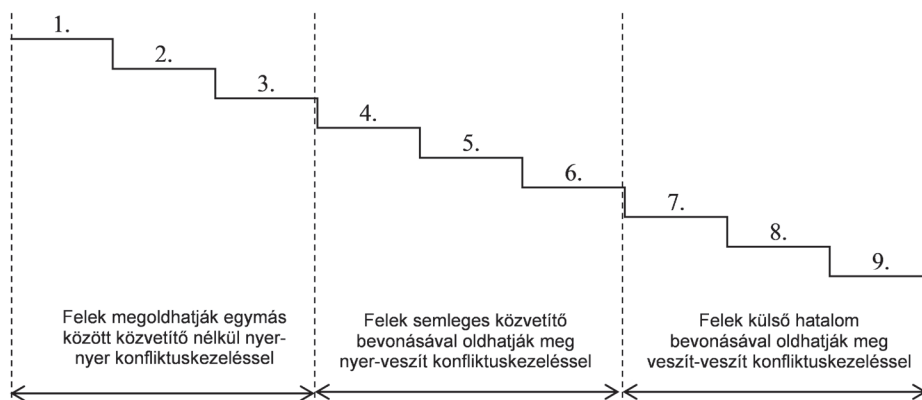 1.
2.
3.
4.
5.
6.
7.
8.
9.
Felek megoldhatják egymás
között közvetítő nélkül nyer-
nyer konfliktuskezeléssel
Felek semleges közvetítő
bevonásával oldhatják meg
nyer-veszít konfliktuskezeléssel
Felek külső hatalom
bevonásával oldhatják meg
veszít-veszít konfliktuskezeléssel